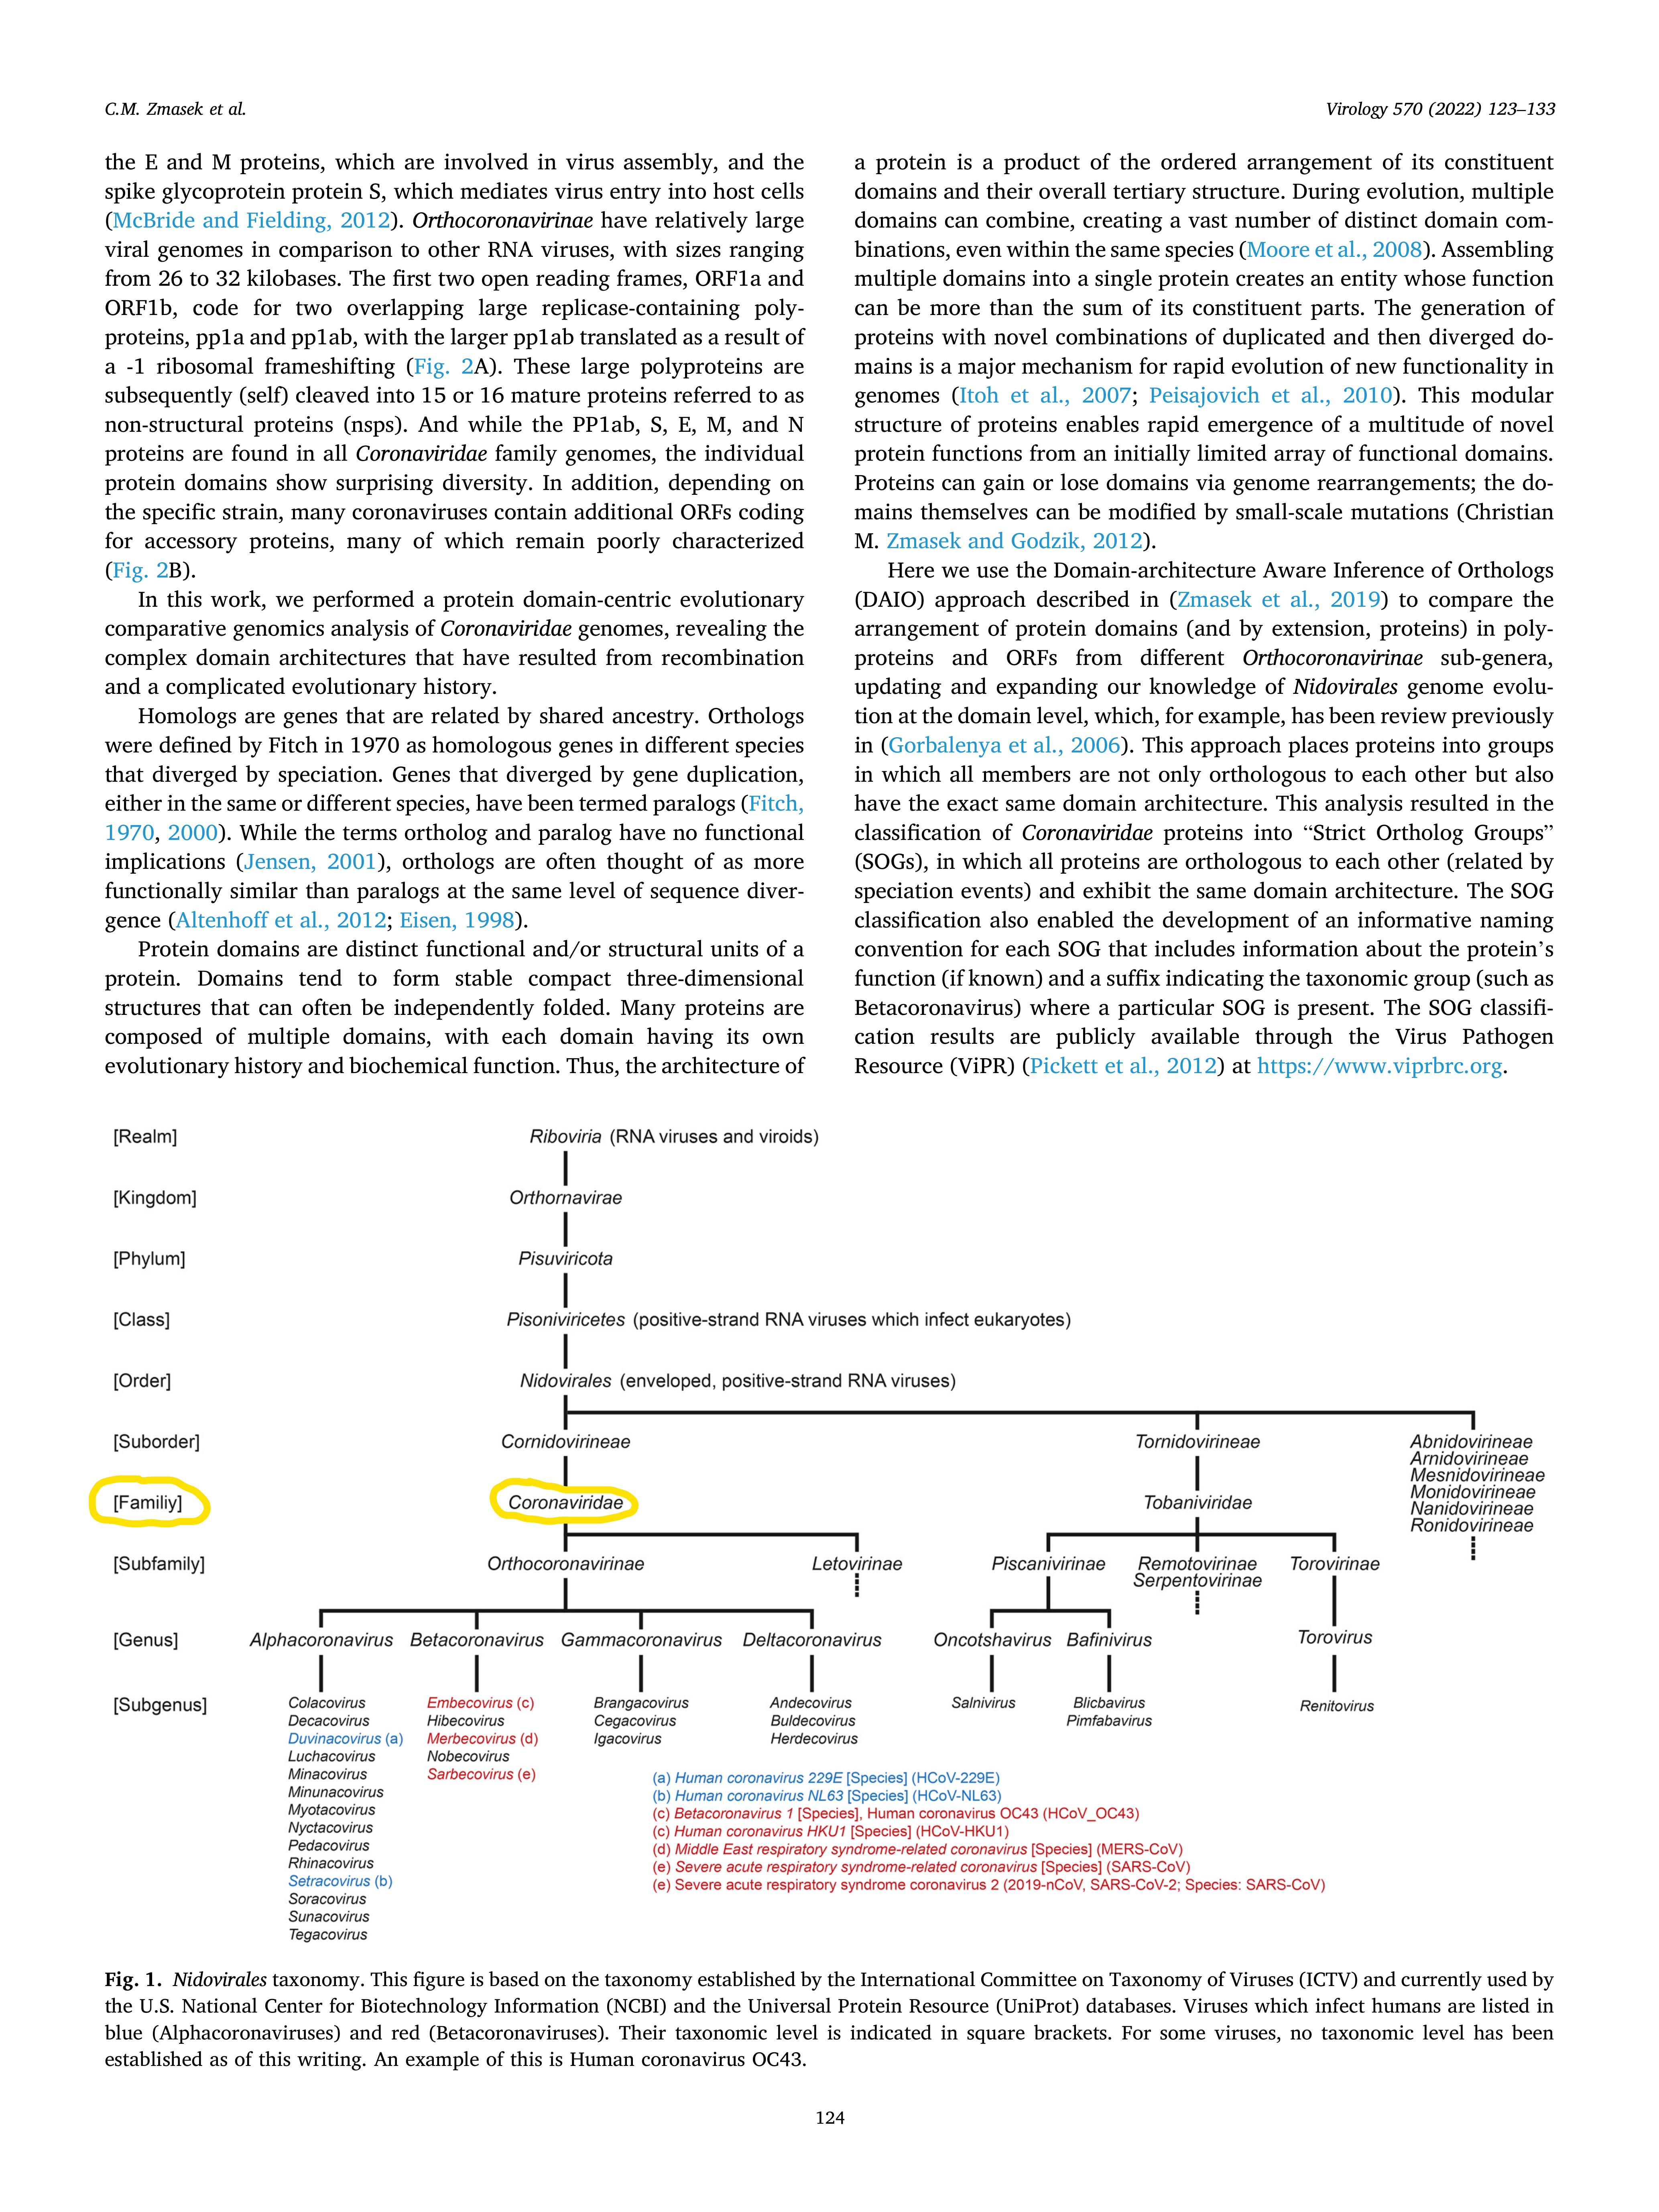 C.M. Zmasek et al.
Virology 570 (2022) 123–133
the E and M proteins, which are involved in virus assembly, and the
spike glycoprotein protein S, which mediates virus entry into host cells
(McBride and Fielding, 2012). Orthocoronavirinae have relatively large
viral genomes in comparison to other RNA viruses, with sizes ranging
from 26 to 32 kilobases. The first two open reading frames, ORF1a and
ORF1b, code for two overlapping large replicase-containing poly-
proteins, pp1a and pp1ab, with the larger pp1ab translated as a result of
a -1 ribosomal frameshifting (Fig. 2A). These large polyproteins are
subsequently (self) cleaved into 15 or 16 mature proteins referred to as
non-structural proteins (nsps). And while the PP1ab, S, E, M, and N
proteins are found in all Coronaviridae family genomes, the individual
protein domains show surprising diversity. In addition, depending on
the specific strain, many coronaviruses contain additional ORFs coding
for accessory proteins, many of which remain poorly characterized
(Fig. 2B).
In this work, we performed a protein domain-centric evolutionary
comparative genomics analysis of Coronaviridae genomes, revealing the
complex domain architectures that have resulted from recombination
and a complicated evolutionary history.
Homologs are genes that are related by shared ancestry. Orthologs
were defined by Fitch in 1970 as homologous genes in different species
that diverged by speciation. Genes that diverged by gene duplication,
either in the same or different species, have been termed paralogs (Fitch,
1970, 2000). While the terms ortholog and paralog have no functional
implications (Jensen, 2001), orthologs are often thought of as more
functionally similar than paralogs at the same level of sequence diver-
gence (Altenhoff et al., 2012; Eisen, 1998).
Protein domains are distinct functional and/or structural units of a
protein. Domains tend to form stable compact three-dimensional
structures that can often be independently folded. Many proteins are
composed of multiple domains, with each domain having its own
evolutionary history and biochemical function. Thus, the architecture of
a protein is a product of the ordered arrangement of its constituent
domains and their overall tertiary structure. During evolution, multiple
domains can combine, creating a vast number of distinct domain com-
binations, even within the same species (Moore et al., 2008). Assembling
multiple domains into a single protein creates an entity whose function
can be more than the sum of its constituent parts. The generation of
proteins with novel combinations of duplicated and then diverged do-
mains is a major mechanism for rapid evolution of new functionality in
genomes (Itoh et al., 2007; Peisajovich et al., 2010). This modular
structure of proteins enables rapid emergence of a multitude of novel
protein functions from an initially limited array of functional domains.
Proteins can gain or lose domains via genome rearrangements; the do-
mains themselves can be modified by small-scale mutations (Christian
M. Zmasek and Godzik, 2012).
Here we use the Domain-architecture Aware Inference of Orthologs
(DAIO) approach described in (Zmasek et al., 2019) to compare the
arrangement of protein domains (and by extension, proteins) in poly-
proteins and ORFs from different Orthocoronavirinae sub-genera,
updating and expanding our knowledge of Nidovirales genome evolu-
tion at the domain level, which, for example, has been review previously
in (Gorbalenya et al., 2006). This approach places proteins into groups
in which all members are not only orthologous to each other but also
have the exact same domain architecture. This analysis resulted in the
classification of Coronaviridae proteins into “Strict Ortholog Groups”
(SOGs), in which all proteins are orthologous to each other (related by
speciation events) and exhibit the same domain architecture. The SOG
classification also enabled the development of an informative naming
convention for each SOG that includes information about the protein’s
function (if known) and a suffix indicating the taxonomic group (such as
Betacoronavirus) where a particular SOG is present. The SOG classifi-
cation results are publicly available through the Virus Pathogen
Resource (ViPR) (Pickett et al., 2012) at https://www.viprbrc.org.
[Realm] Riboviria (RNA viruses and viroids)
[Kingdom] Orthornavirae
[Phylum] Pisuviricota
[Class] Pisoniviricetes (positive-strand RNA viruses which infect eukaryotes)
[Order] Nidovirales (enveloped, positive-strand RNA viruses)
[Suborder] Cornidovirineae Tornidovirineae Abnidovirineae
Arnidovirineae
Mesnidovirineae
Monidovirineae
Nanidovirineae
Ronidovirineae
[Familiy] Coronaviridae Tobaniviridae
[Subfamily] Orthocoronavirinae Letovirinae Piscanivirinae Remotovirinae Torovirinae
Serpentovirinae
[Genus] Alphacoronavirus Betacoronavirus Gammacoronavirus Deltacoronavirus Oncotshavirus Bafinivirus Torovirus
[Subgenus]
Colacovirus
Decacovirus
Duvinacovirus (a)
Luchacovirus
Minacovirus
Minunacovirus
Myotacovirus
Nyctacovirus
Pedacovirus
Rhinacovirus
Setracovirus (b)
Soracovirus
Sunacovirus
Tegacovirus
Embecovirus (c)
Hibecovirus
Merbecovirus (d)
Nobecovirus
Sarbecovirus (e)
Brangacovirus
Cegacovirus
Igacovirus
Andecovirus
Buldecovirus
Herdecovirus
Salnivirus
Blicbavirus
Pimfabavirus
Renitovirus
(a) Human coronavirus 229E [Species] (HCoV-229E)
(b) Human coronavirus NL63 [Species] (HCoV-NL63)
(c) Betacoronavirus 1 [Species], Human coronavirus OC43 (HCoV_OC43)
(c) Human coronavirus HKU1 [Species] (HCoV-HKU1)
(d) Middle East respiratory syndrome-related coronavirus [Species] (MERS-CoV)
(e) Severe acute respiratory syndrome-related coronavirus [Species] (SARS-CoV)
(e) Severe acute respiratory syndrome coronavirus 2 (2019-nCoV, SARS-CoV-2; Species: SARS-CoV)
Fig. 1. Nidovirales taxonomy. This figure is based on the taxonomy established by the International Committee on Taxonomy of Viruses (ICTV) and currently used by
the U.S. National Center for Biotechnology Information (NCBI) and the Universal Protein Resource (UniProt) databases. Viruses which infect humans are listed in
blue (Alphacoronaviruses) and red (Betacoronaviruses). Their taxonomic level is indicated in square brackets. For some viruses, no taxonomic level has been
established as of this writing. An example of this is Human coronavirus OC43.
124